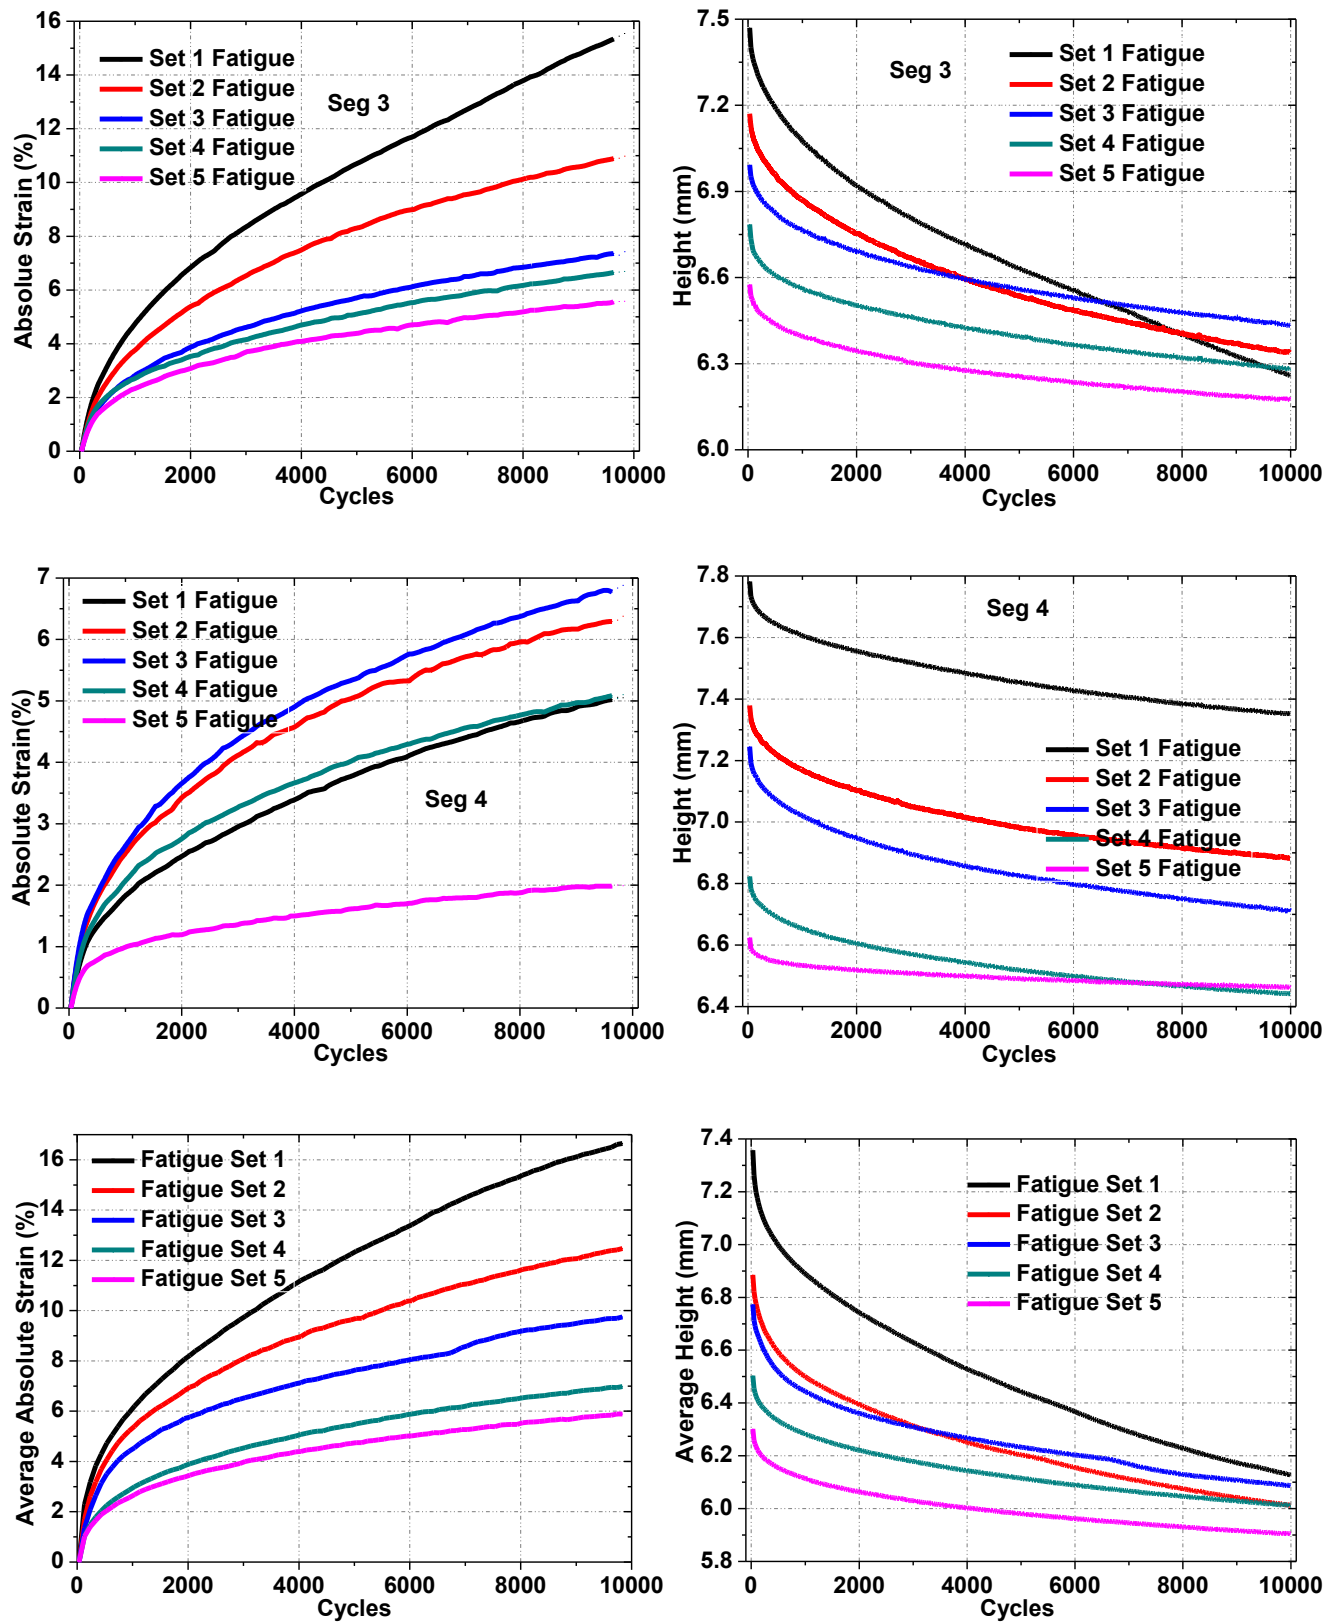 16
14
12
10
8
6
4
2
0
Absolue Strain (%)
Set 1 Fatigue
Set 2 Fatigue
Set 3 Fatigue
Set 4 Fatigue
Set 5 Fatigue
Seg 3
0 2000 4000 6000 8000 10000
Cycles
7.5
7.2
6.9
6.6
6.3
6.0
Height (mm)
Seg 3
Set 1 Fatigue
Set 2 Fatigue
Set 3 Fatigue
Set 4 Fatigue
Set 5 Fatigue
0 2000 4000 6000 8000 10000
Cycles
7
6
5
4
3
2
1
0
Absolute Strain(%)
Set 1 Fatigue
Set 2 Fatigue
Set 3 Fatigue
Set 4 Fatigue
Set 5 Fatigue
Seg 4
0 2000 4000 6000 8000 10000
Cycles
7.8
7.6
7.4
7.2
7.0
6.8
6.6
6.4
Height (mm)
Seg 4
Set 1 Fatigue
Set 2 Fatigue
Set 3 Fatigue
Set 4 Fatigue
Set 5 Fatigue
0 2000 4000 6000 8000 10000
Cycles
16
14
12
10
8
6
4
2
0
Average Absolute Strain (%)
Fatigue Set 1
Fatigue Set 2
Fatigue Set 3
Fatigue Set 4
Fatigue Set 5
0 2000 4000 6000 8000 10000
Cycles
7.4
7.2
7.0
6.8
6.6
6.4
6.2
6.0
5.8
Average Height (mm)
Fatigue Set 1
Fatigue Set 2
Fatigue Set 3
Fatigue Set 4
Fatigue Set 5
0 2000 4000 6000 8000 10000
Cycles